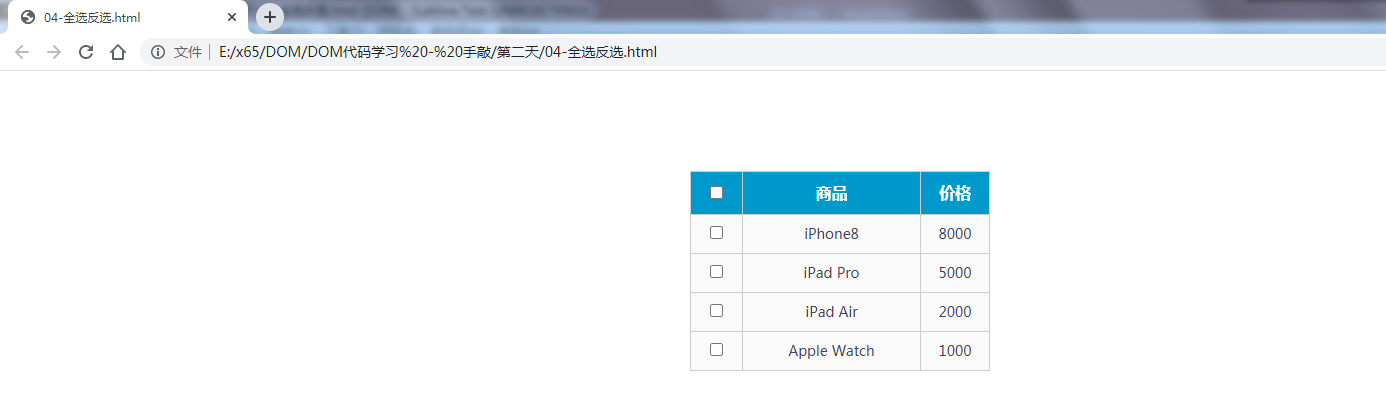 04-全选反选.html
文件 E:/x65/DOM/DOM代码学习%20-%20手敲/第二天/04-全选反选.html
商品 价格
iPhone8 8000
iPad Pro 5000
iPad Air 2000
Apple Watch 1000